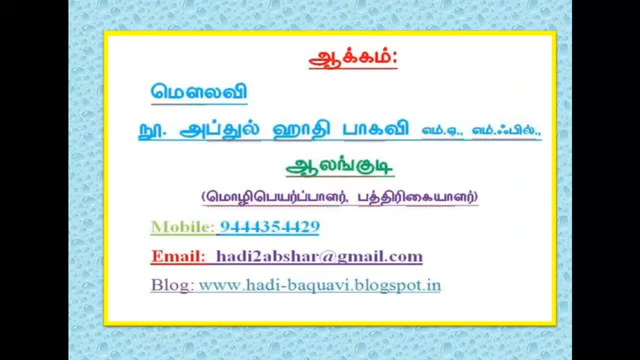 ஆக்கம்:
மௌலவி
நூ. அப்துல் ஹாதி பாகவி எம்.ஏ., எம்.ஃபில்.,
ஆலங்குடி
(மொழிபெயர்ப்பாளர், பத்திரிகையாளர்)
Mobile: 9444354429
Email: hadi2abshar@gmail.com
Blog: www.hadi-baquavi.blogspot.in